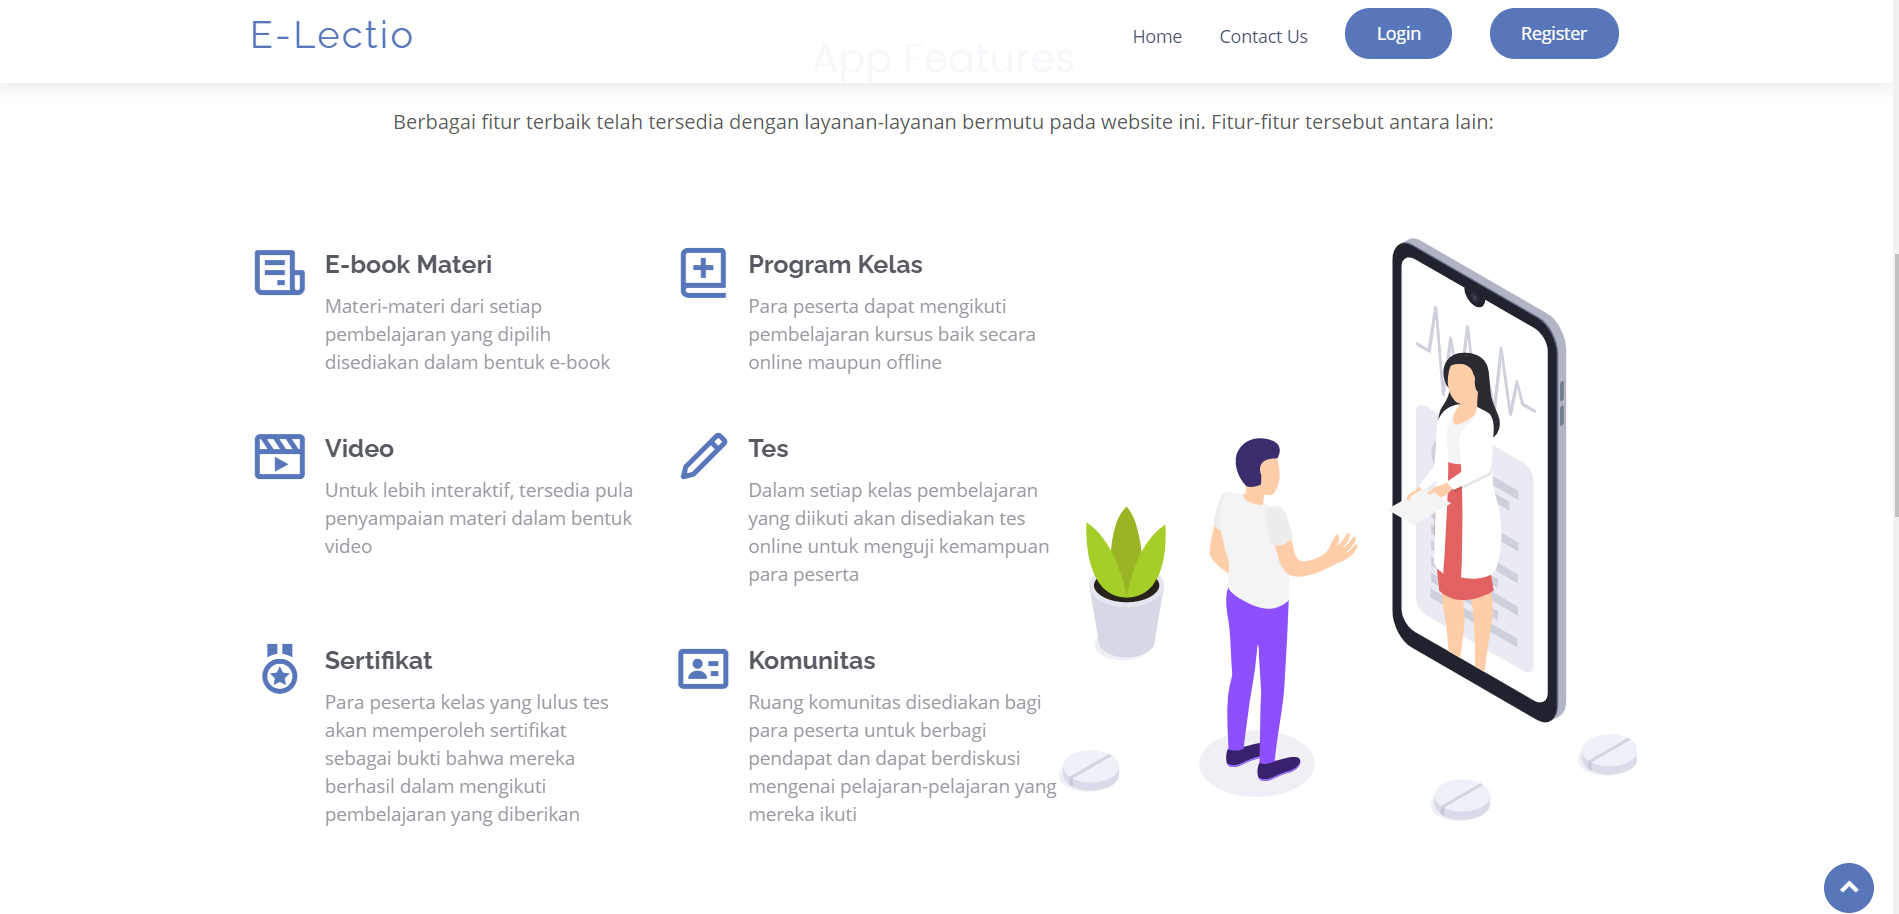 E-Lectio
Home
Contact Us
Login
Register
App Features
Berbagai fitur terbaik telah tersedia dengan layanan-layanan bermutu pada website ini. Fitur-fitur tersebut antara lain:
E-book Materi
Materi-materi dari setiap
pembelajaran yang dipilih
disediakan dalam bentuk e-book
Program Kelas
Para peserta dapat mengikuti
pembelajaran kursus baik secara
online maupun offline
Video
Untuk lebih interaktif, tersedia pula
penyampaian materi dalam bentuk
video
Tes
Dalam setiap kelas pembelajaran
yang diikuti akan disediakan tes
online untuk menguji kemampuan
para peserta
Sertifikat
Para peserta kelas yang lulus tes
akan memperoleh sertifikat
sebagai bukti bahwa mereka
berhasil dalam mengikuti
pembelajaran yang diberikan
Komunitas
Ruang komunitas disediakan bagi
para peserta untuk berbagi
pendapat dan dapat berdiskusi
mengenai pelajaran-pelajaran yang
mereka ikuti